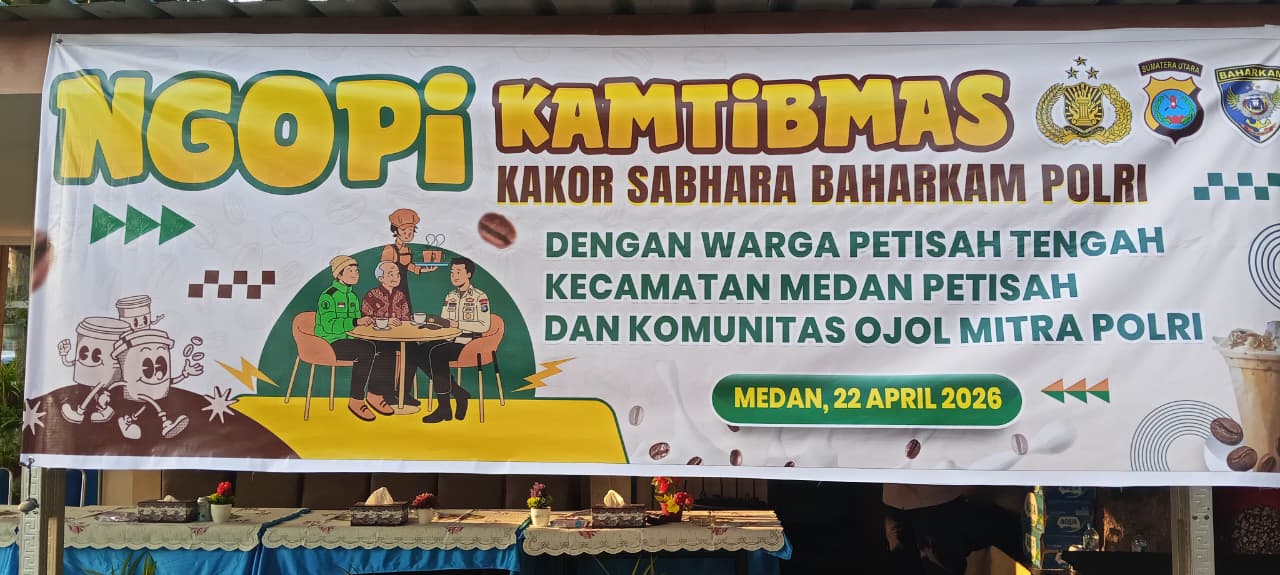 NGOPi KAMTiBMAS
KAKOR SABHARA BAHARKAM POLRI
SUMATERA UTARA
BAHARKAM
DENGAN WARGA PETISAH TENGAH
KECAMATAN MEDAN PETISAH
DAN KOMUNITAS OJOL MITRA POLRI
MEDAN, 22 APRIL 2026
AQUA